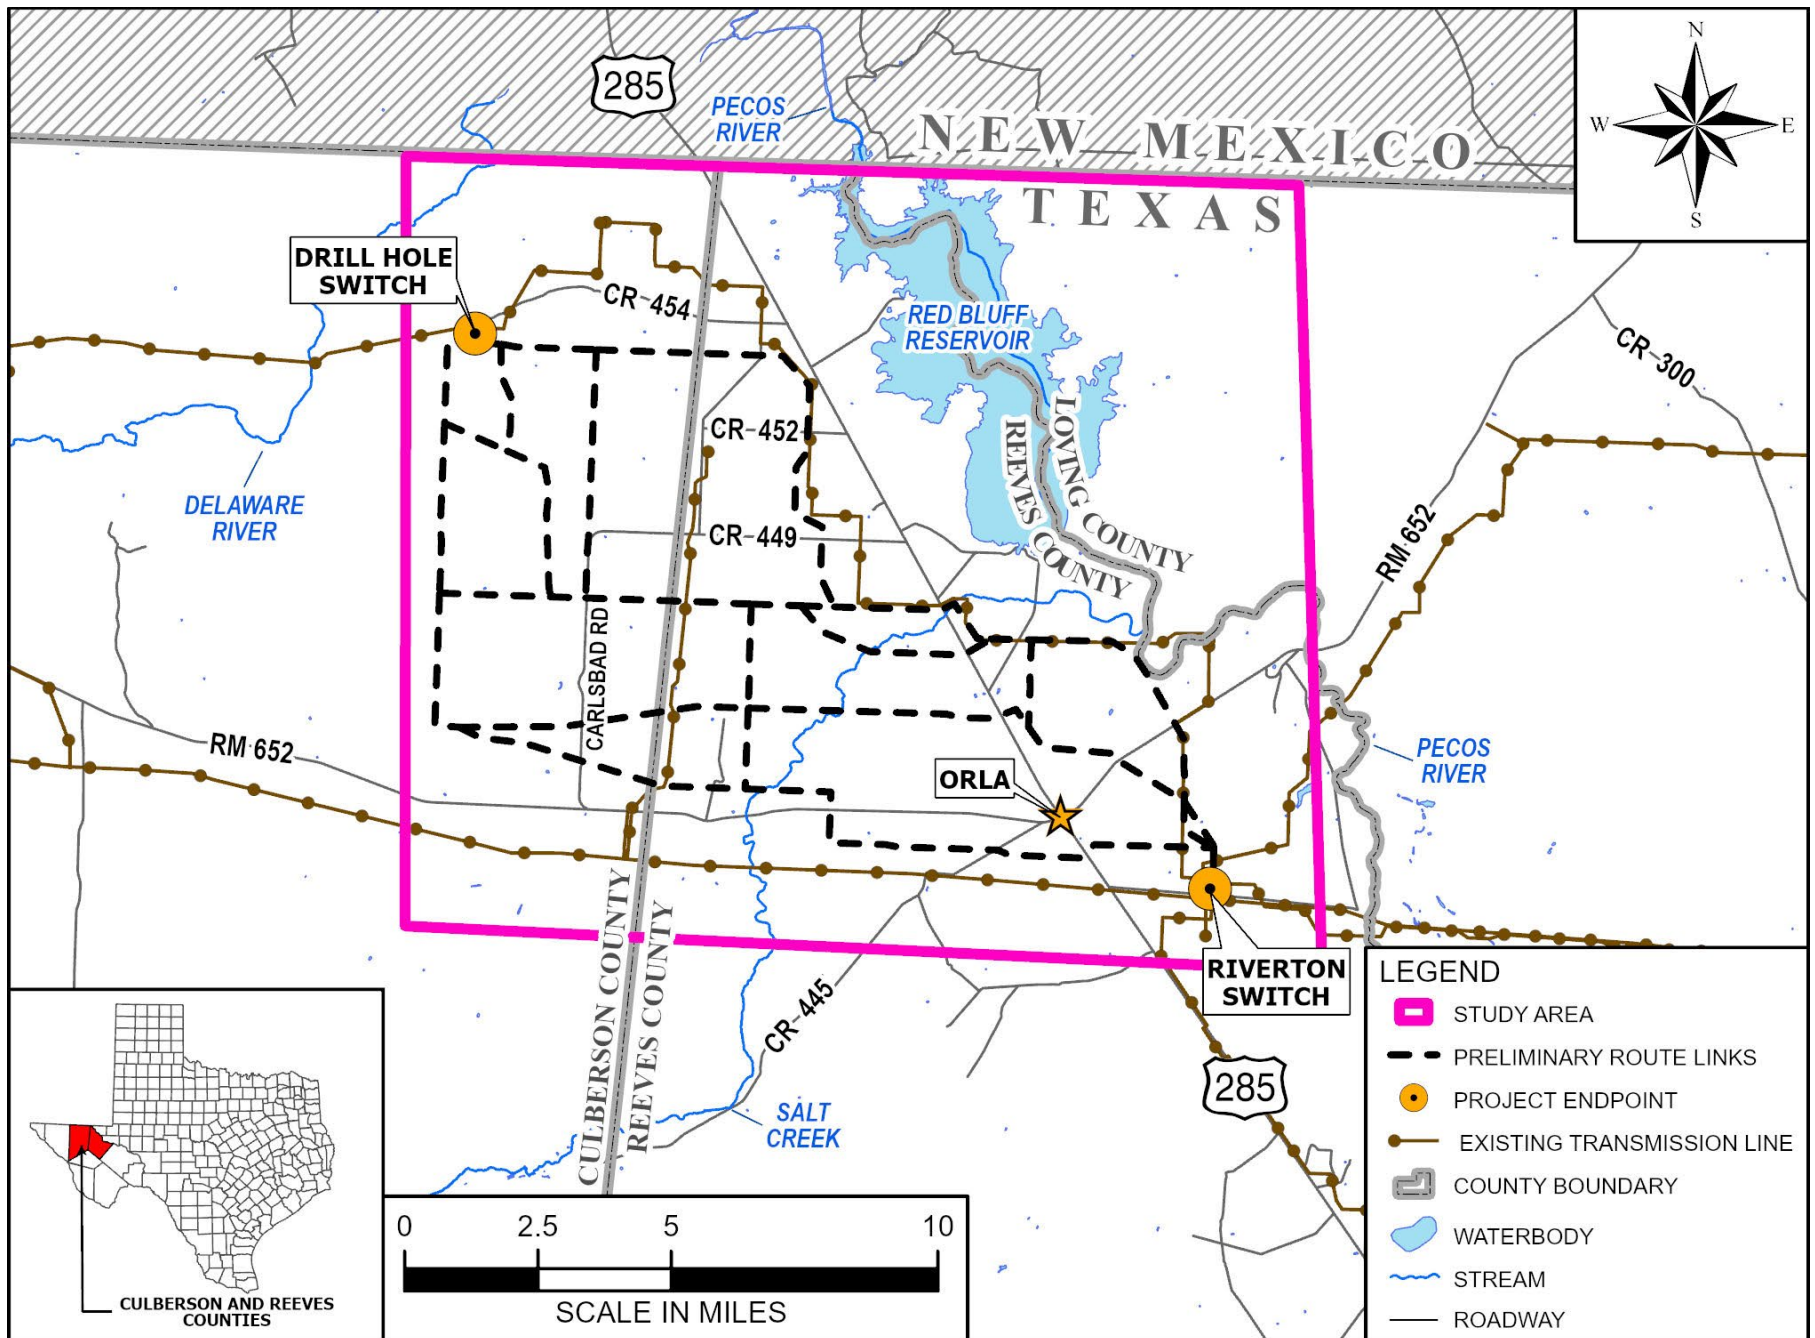 285
PECOS
RIVER
NEW MEXICO
TEXAS
N
W
E
S
DRILL HOLE
SWITCH
CR-454
RED BLUFF
RESERVOIR
CR-300
CR-452
LOVING COUNTY
REEVES COUNTY
DELAWARE
RIVER
CR-449
RM 652
CARLSBAD RD
RM 652
ORLA
PECOS
RIVER
CULBERSON COUNTY
REEVES COUNTY
RIVERTON
SWITCH
CR-445
285
SALT
CREEK
CULBERSON AND REEVES
COUNTIES
0 2.5 5 10
SCALE IN MILES
LEGEND
STUDY AREA
PRELIMINARY ROUTE LINKS
PROJECT ENDPOINT
EXISTING TRANSMISSION LINE
COUNTY BOUNDARY
WATERBODY
STREAM
ROADWAY